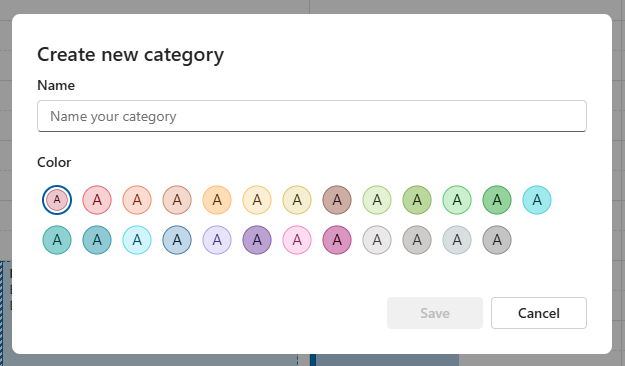 Create new category
Name
Name your category
Color
A A A A A A A A A A A A A
A A A A A A A A A A A A
Save Cancel